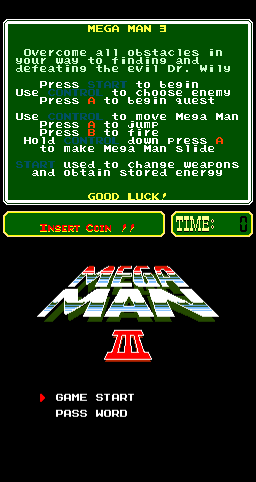 MEGA MAN 3
Overcome all obstacles in
your way to finding and
defeating the evil Dr. Wily
Press START to begin
Use CONTROL to choose enemy
Press A to begin quest
Use CONTROL to move Mega Man
Press A to jump
Press B to fire
Hold CONTROL down press A
to make Mega Man slide
START used to change weapons
and obtain stored energy
GOOD LUCK!
INSERT COIN !! TIME: 0
MEGA
MAN
III
GAME START
PASS WORD